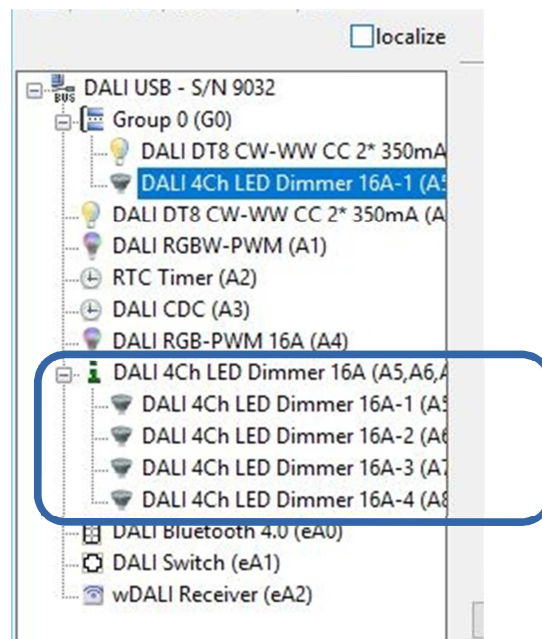 localize
DALI USB - S/N 9032
BUS
Group 0 (G0)
DALI DT8 CW-WW CC 2* 350mA
DALI 4Ch LED Dimmer 16A-1 (A5
DALI DT8 CW-WW CC 2* 350mA (A
DALI RGBW-PWM (A1)
RTC Timer (A2)
DALI CDC (A3)
DALI RGB-PWM 16A (A4)
DALI 4Ch LED Dimmer 16A (A5,A6,A
DALI 4Ch LED Dimmer 16A-1 (A5
DALI 4Ch LED Dimmer 16A-2 (A6
DALI 4Ch LED Dimmer 16A-3 (A7
DALI 4Ch LED Dimmer 16A-4 (A8
DALI Bluetooth 4.0 (eA0)
DALI Switch (eA1)
wDALI Receiver (eA2)